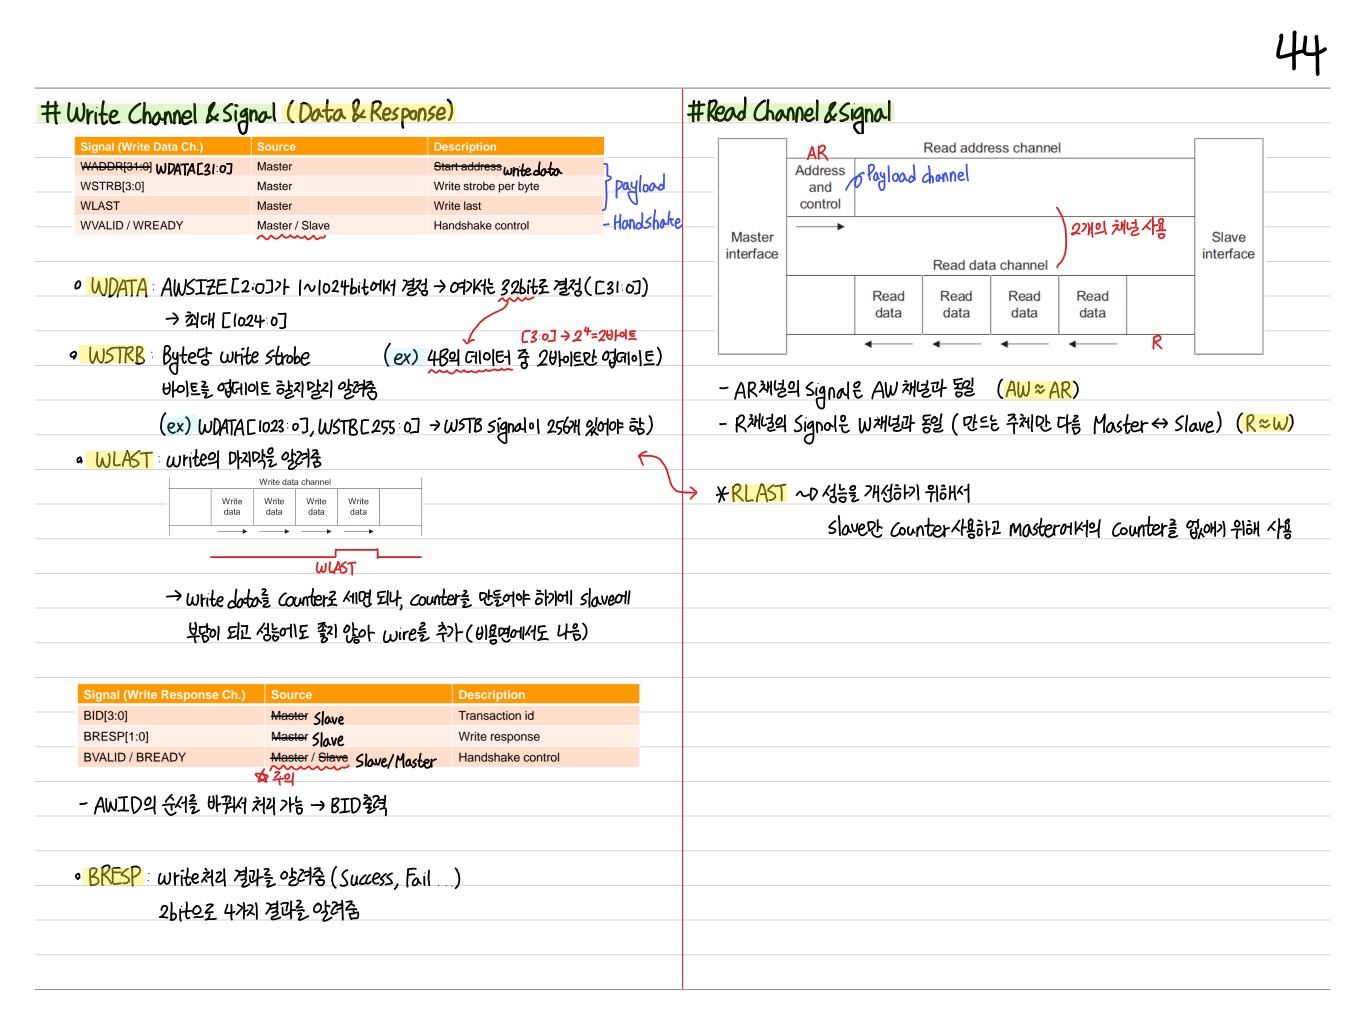 44
# Write Channel & Signal (Data & Response)
Signal (Write Data Ch.) Source Description
WADDR[31:0] WDATA[31:0] Master Start address write data
WSTRB[3:0] Master Write strobe per byte
WLAST Master Write last
WVALID / WREADY Master / Slave Handshake control
payload
- Handshake
WDATA : AWSIZE[2:0]가 1~1024bit에서 결정 → 여기서는 32bit로 결정([31:0])
→ 최대 [1024:0]
[3:0] → 2⁴=2바이트
WSTRB : Byte당 write strobe (ex) 4B의 데이터 중 2바이트만 업데이트)
바이트를 업데이트 할지말지 알려줌
(ex) WDATA[1023:0], WSTB[255:0] → WSTB signal이 256개 있어야 함)
WLAST : write의 마지막을 알려줌
Write data channel
Write data Write data Write data Write data
WLAST
→ write data를 counter로 세면 되나, counter를 만들어야 하기에 slave에
부담이 되고 성능에도 좋지 않아 wire를 추가 (비용면에서도 나음)
Signal (Write Response Ch.) Source Description
BID[3:0] Master Slave Transaction id
BRESP[1:0] Master Slave Write response
BVALID / BREADY Master / Slave Slave/Master Handshake control
☆주의
- AWID의 순서를 바꿔서 처리 가능 → BID출력
BRESP : write처리 결과를 알려줌 (Success, Fail ...)
2bit으로 4가지 결과를 알려줌
#Read Channel & Signal
Read address channel
AR
Address and control
Payload channel
2개의 채널 사용
Master interface
Slave interface
Read data channel
Read data Read data Read data Read data
R
- AR채널의 Signal은 AW채널과 동일 (AW ≈ AR)
- R채널의 Signal은 W채널과 동일 (만드는 주체만 다름 Master ↔ Slave) (R ≈ W)
* RLAST ~> 성능을 개선하기 위해서
slave만 counter사용하고 master에서의 counter를 없애기 위해 사용